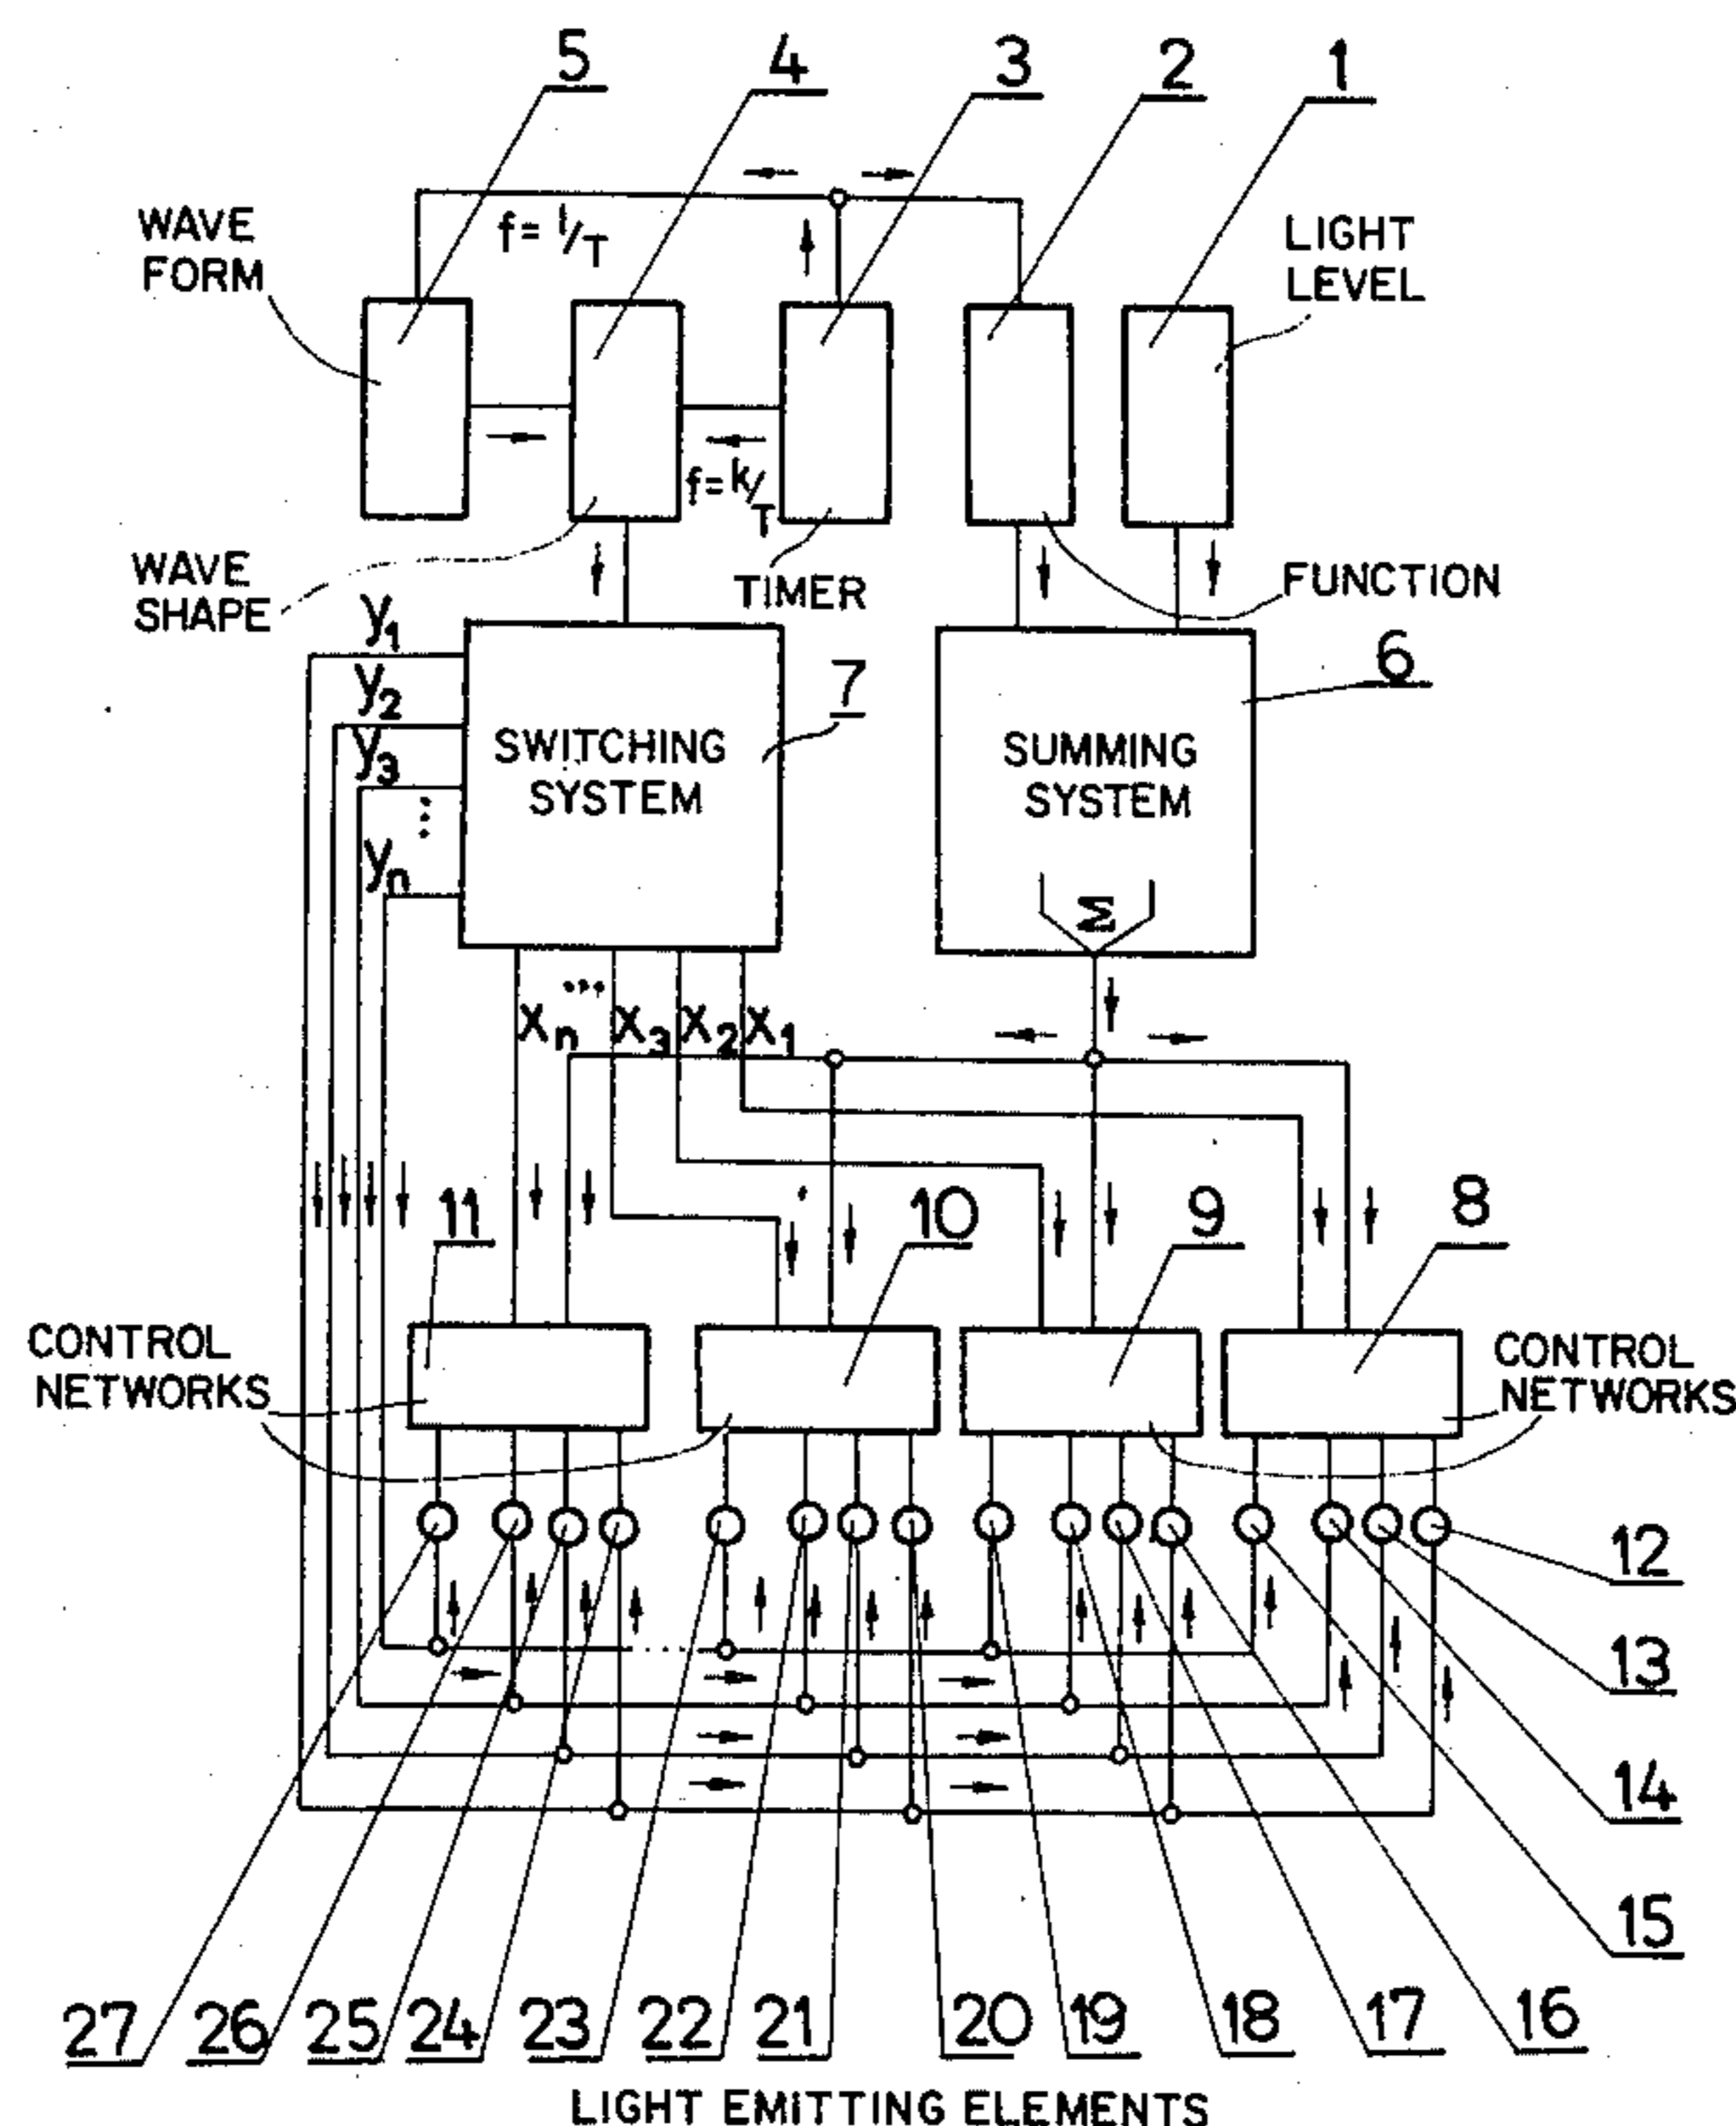 5 4 3 2 1
WAVE
FORM
f= 1/T
LIGHT
LEVEL
f= k/T
WAVE
SHAPE
TIMER
FUNCTION
y1
y2
y3
...
yn
7
6
SWITCHING
SYSTEM
SUMMING
SYSTEM
Σ
...
Xn X3 X2 X1
11 10 9 8
CONTROL
NETWORKS
CONTROL
NETWORKS
12
13
14
15
27 26 25 24 23 22 21 20 19 18 17 16
LIGHT EMITTING ELEMENTS